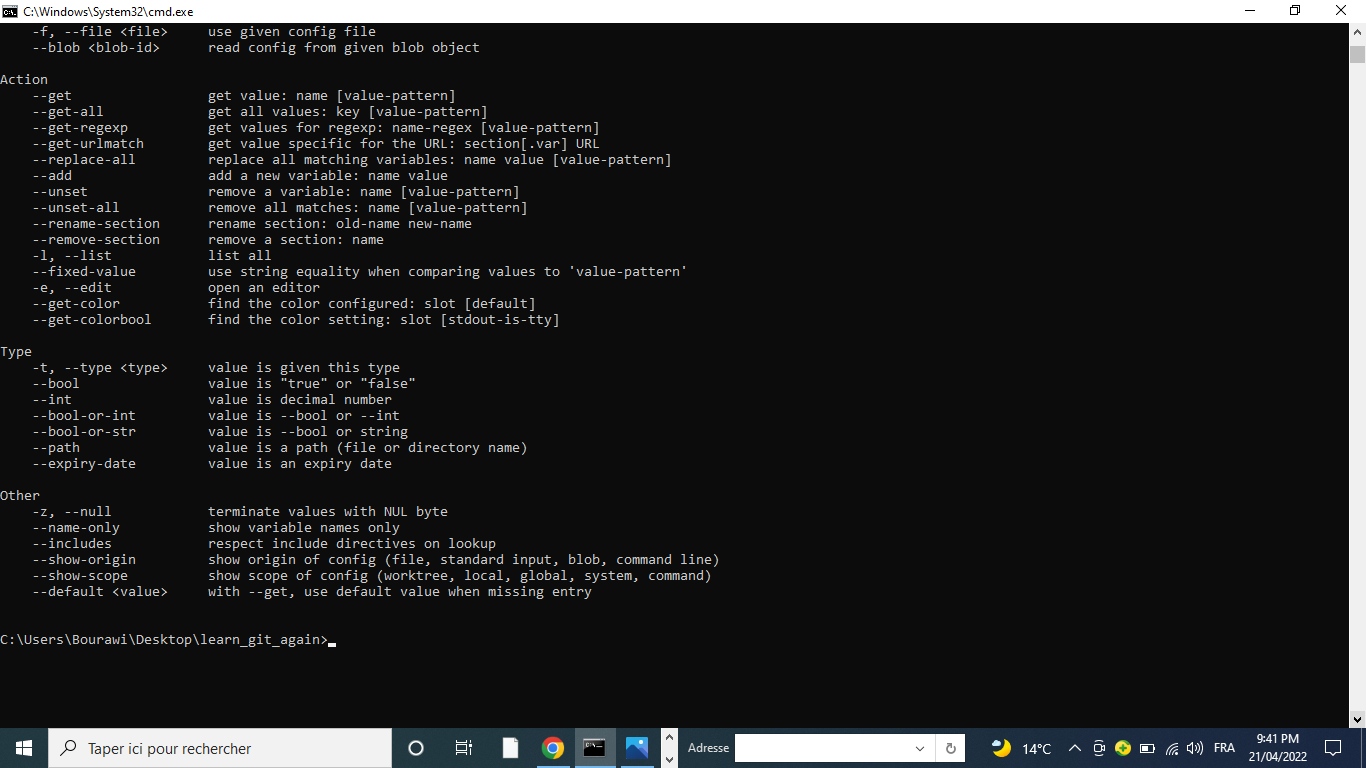 C:\Windows\System32\cmd.exe
-f, --file <file> use given config file
--blob <blob-id> read config from given blob object
Action
--get get value: name [value-pattern]
--get-all get all values: key [value-pattern]
--get-regexp get values for regexp: name-regex [value-pattern]
--get-urlmatch get value specific for the URL: section[.var] URL
--replace-all replace all matching variables: name value [value-pattern]
--add add a new variable: name value
--unset remove a variable: name [value-pattern]
--unset-all remove all matches: name [value-pattern]
--rename-section rename section: old-name new-name
--remove-section remove a section: name
-l, --list list all
--fixed-value use string equality when comparing values to 'value-pattern'
-e, --edit open an editor
--get-color find the color configured: slot [default]
--get-colorbool find the color setting: slot [stdout-is-tty]
Type
-t, --type <type> value is given this type
--bool value is "true" or "false"
--int value is decimal number
--bool-or-int value is --bool or --int
--bool-or-str value is --bool or string
--path value is a path (file or directory name)
--expiry-date value is an expiry date
Other
-z, --null terminate values with NUL byte
--name-only show variable names only
--includes respect include directives on lookup
--show-origin show origin of config (file, standard input, blob, command line)
--show-scope show scope of config (worktree, local, global, system, command)
--default <value> with --get, use default value when missing entry
C:\Users\Bourawi\Desktop\learn_git_again>
Taper ici pour rechercher
Adresse
14°C
FRA
9:41 PM
21/04/2022